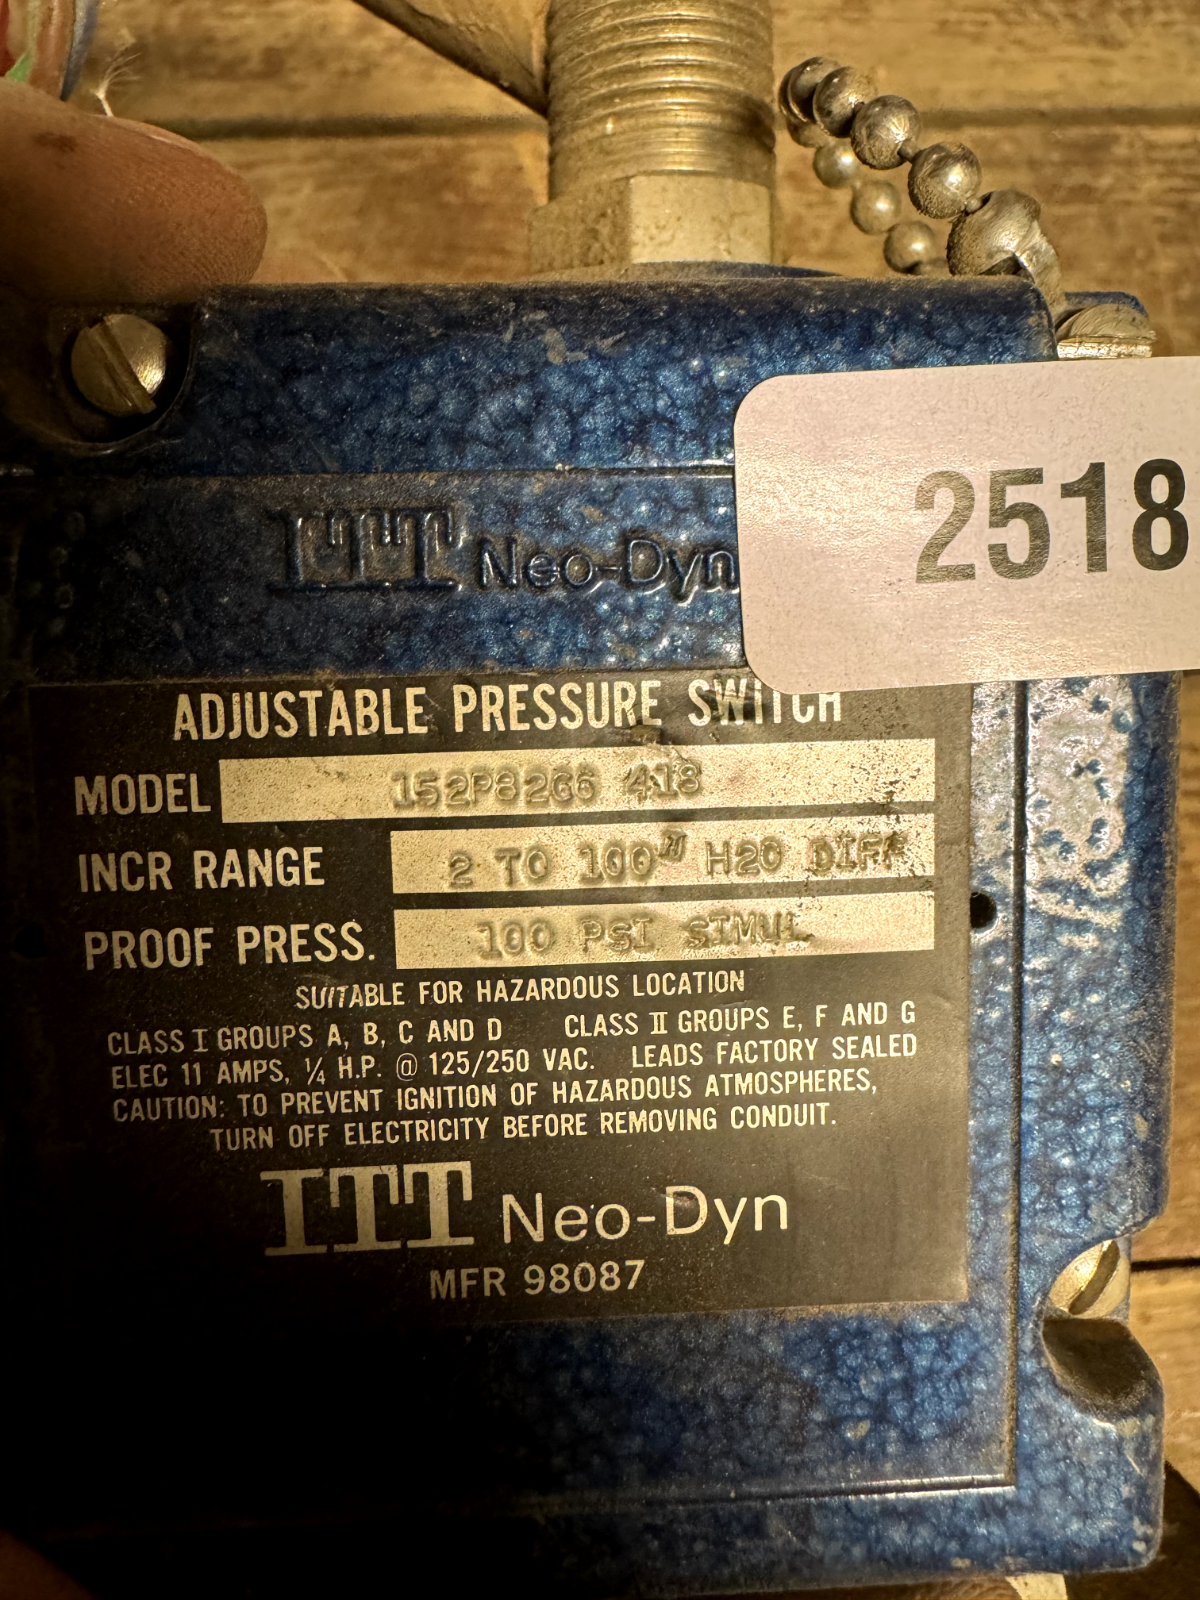 2518
ITT Neo-Dyn
ADJUSTABLE PRESSURE SWITCH
MODEL 152P82G6 418
INCR RANGE 2 TO 100" H2O DIFF
PROOF PRESS. 100 PSI SIMUL
SUITABLE FOR HAZARDOUS LOCATION
CLASS I GROUPS A, B, C AND D CLASS II GROUPS E, F AND G
ELEC 11 AMPS, ¼ H.P. @ 125/250 VAC. LEADS FACTORY SEALED
CAUTION: TO PREVENT IGNITION OF HAZARDOUS ATMOSPHERES,
TURN OFF ELECTRICITY BEFORE REMOVING CONDUIT.
ITT Neo-Dyn
MFR 98087